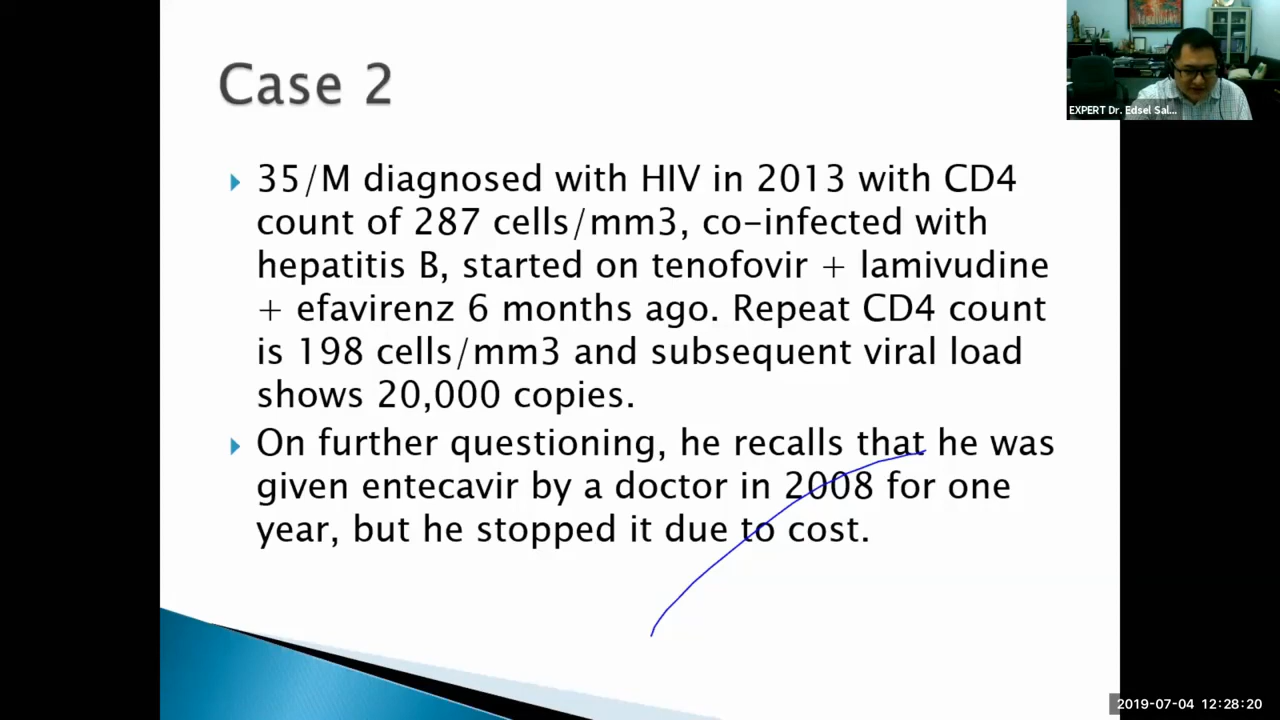 Case 2
EXPERT Dr. Edsel Sal...
35/M diagnosed with HIV in 2013 with CD4
count of 287 cells/mm3, co-infected with
hepatitis B, started on tenofovir + lamivudine
+ efavirenz 6 months ago. Repeat CD4 count
is 198 cells/mm3 and subsequent viral load
shows 20,000 copies.
On further questioning, he recalls that he was
given entecavir by a doctor in 2008 for one
year, but he stopped it due to cost.
2019-07-04 12:28:20